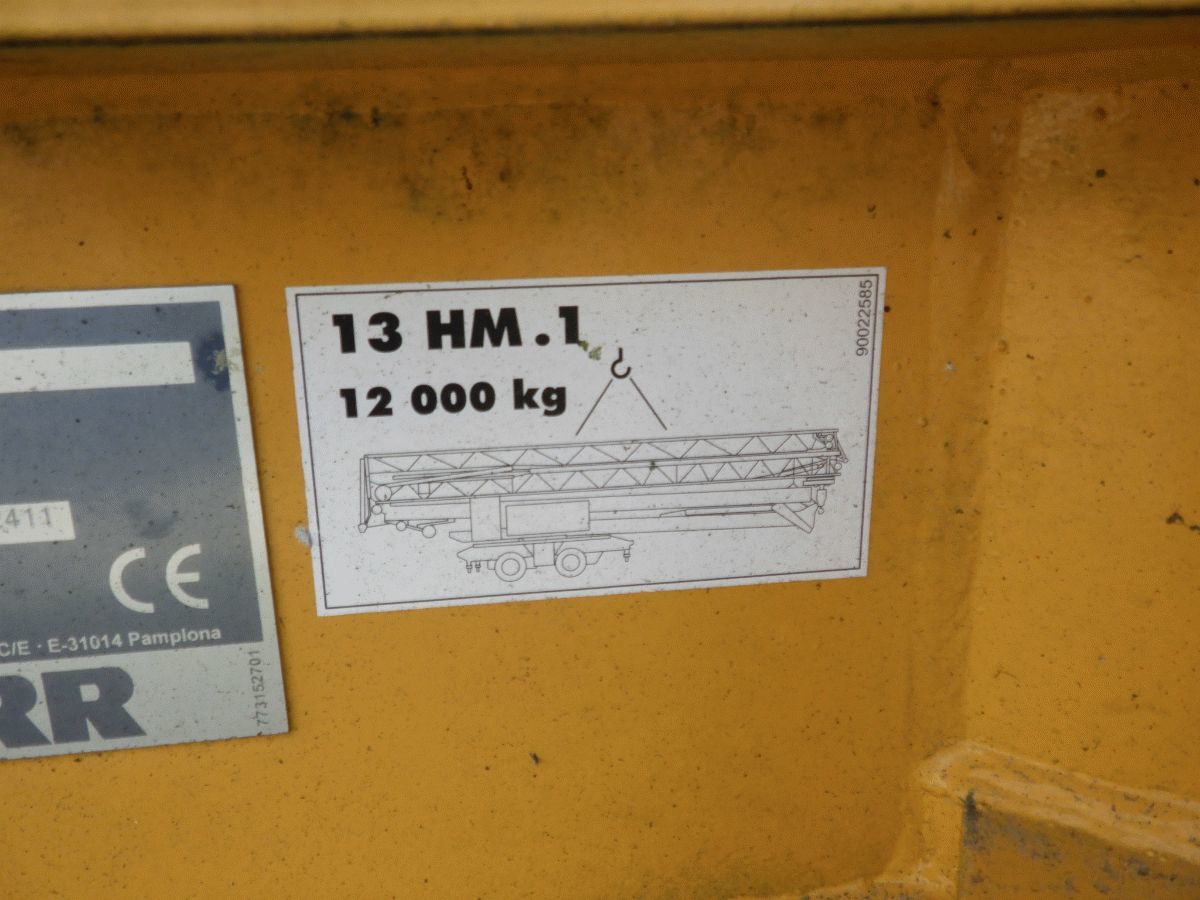 411
CE
C/E · E-31014 Pamplona
RR
773152701
13 HM.1
12 000 kg
90022585